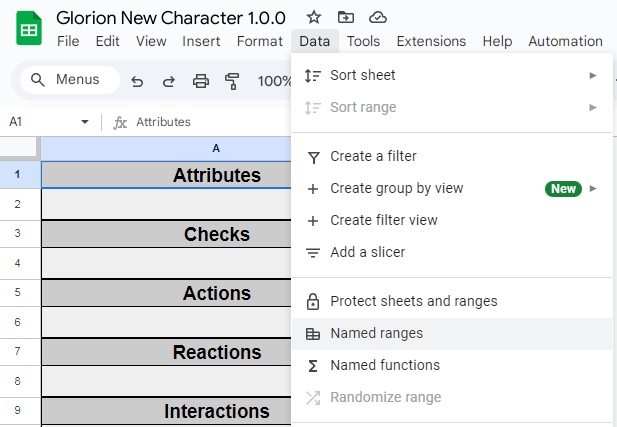 Glorion New Character 1.0.0
File Edit View Insert Format Data Tools Extensions Help Automation
Menus 100%
A1 fx Attributes
A
1 Attributes
2
3 Checks
4
5 Actions
6
7 Reactions
8
9 Interactions
Sort sheet
Sort range
Create a filter
Create group by view New
Create filter view
Add a slicer
Protect sheets and ranges
Named ranges
Named functions
Randomize range